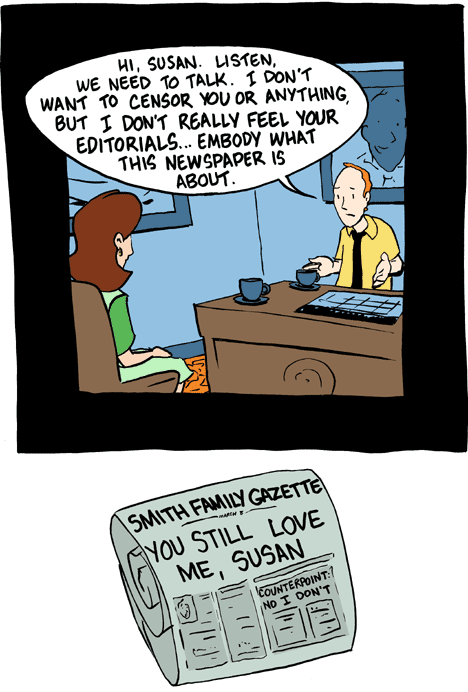 HI, SUSAN. LISTEN,
WE NEED TO TALK. I DON'T
WANT TO CENSOR YOU OR ANYTHING,
BUT I DON'T REALLY FEEL YOUR
EDITORIALS... EMBODY WHAT
THIS NEWSPAPER IS
ABOUT.
SMITH FAMILY GAZETTE
MARCH 8
YOU STILL LOVE
ME, SUSAN
COUNTERPOINT:
NO I DON'T